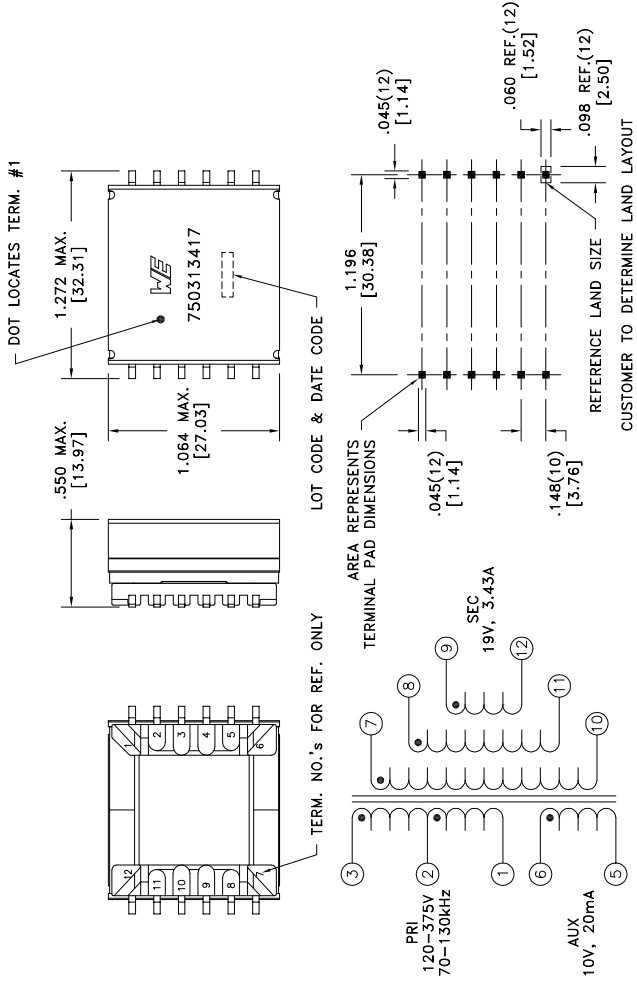 DOT LOCATES TERM. #1
.550 MAX.
[13.97]
1.272 MAX.
[32.31]
1.064 MAX.
[27.03]
WE
750313417
LOT CODE & DATE CODE
TERM. NO.'s FOR REF. ONLY
1
2
3
4
5
6
12
11
10
9
8
7
PRI
120-375V
70-130kHz
AUX
10V, 20mA
3
2
1
6
5
7
8
9
10
11
12
SEC
19V, 3.43A
AREA REPRESENTS
TERMINAL PAD DIMENSIONS
.045(12)
[1.14]
.148(10)
[3.76]
1.196
[30.38]
.045(12)
[1.14]
.060 REF.(12)
[1.52]
.098 REF.(12)
[2.50]
REFERENCE LAND SIZE
CUSTOMER TO DETERMINE LAND LAYOUT